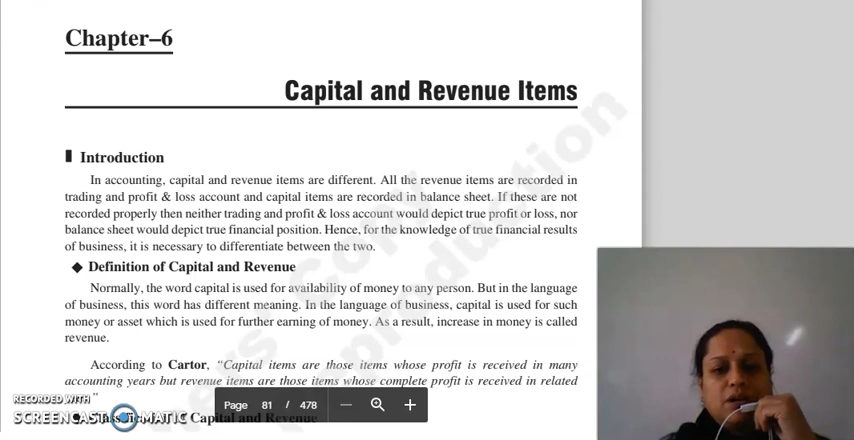 Chapter–6
Capital and Revenue Items
Introduction
In accounting, capital and revenue items are different. All the revenue items are recorded in
trading and profit & loss account and capital items are recorded in balance sheet. If these are not
recorded properly then neither trading and profit & loss account would depict true profit or loss, nor
balance sheet would depict true financial position. Hence, for the knowledge of true financial results
of business, it is necessary to differentiate between the two.
◆ Definition of Capital and Revenue
Normally, the word capital is used for availability of money to any person. But in the language
of business, this word has different meaning. In the language of business, capital is used for such
money or asset which is used for further earning of money. As a result, increase in money is called
revenue.
According to Cartor, "Capital items are those items whose profit is received in many
accounting years but revenue items are those items whose complete profit is received in related
"
RECORDED WITH
SCREENCAST-O-MATIC
Capital and Revenue
Page 81 / 478